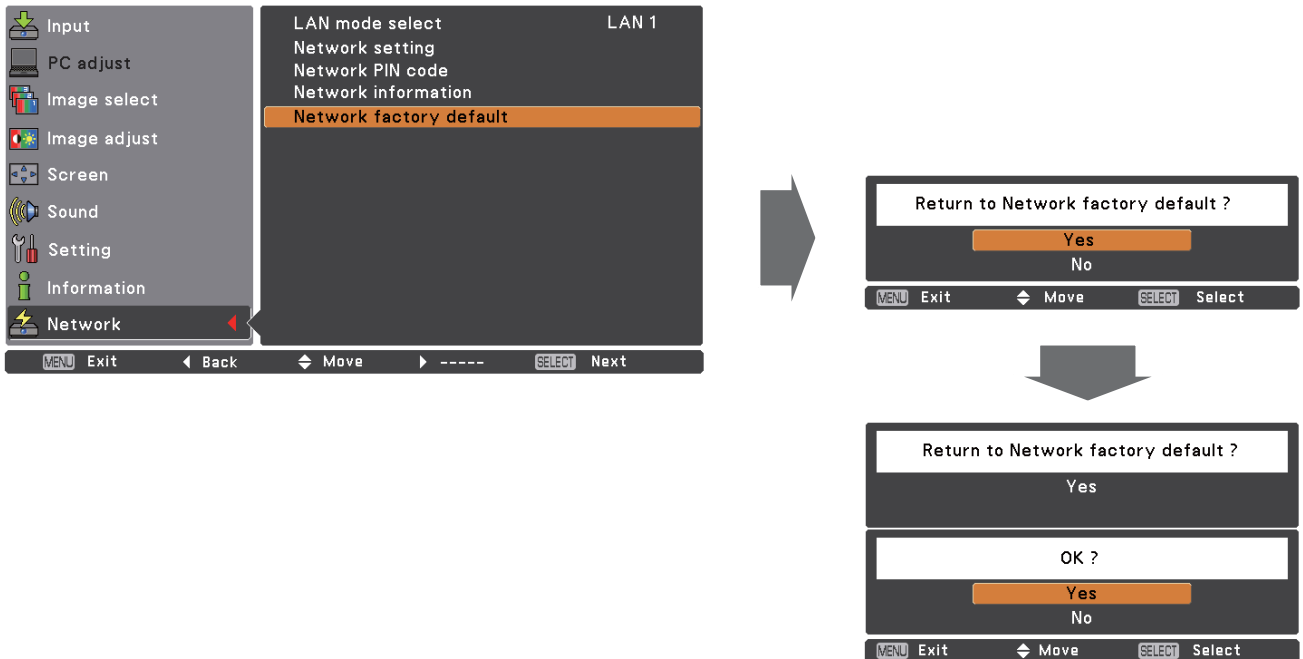 Input
PC adjust
Image select
Image adjust
Screen
Sound
Setting
Information
Network
LAN mode select LAN 1
Network setting
Network PIN code
Network information
Network factory default
MENU Exit Back Move ----- SELECT Next
Return to Network factory default ?
Yes
No
MENU Exit Move SELECT Select
Return to Network factory default ?
Yes
OK ?
Yes
No
MENU Exit Move SELECT Select